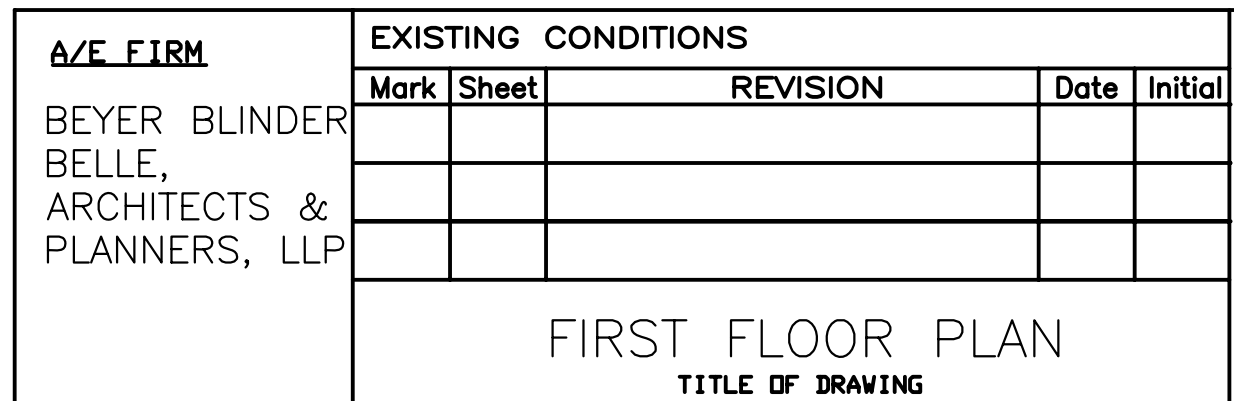 A/E FIRM
BEYER BLINDER
BELLE,
ARCHITECTS &
PLANNERS, LLP
EXISTING CONDITIONS
Mark Sheet REVISION Date Initial
FIRST FLOOR PLAN
TITLE OF DRAWING